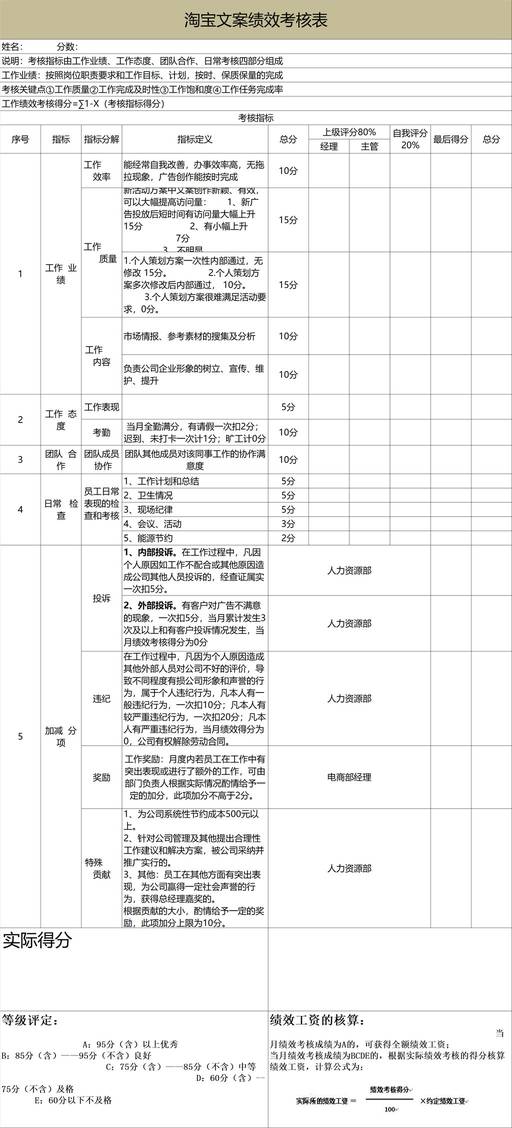 淘宝文案绩效考核表
姓名： 分数：
说明：考核指标由工作业绩、工作态度、团队合作、日常考核四部分组成
工作业绩：按照岗位职责要求和工作目标、计划，按时、保质保量的完成
考核关键点①工作质量②工作完成及时性③工作饱和度④工作任务完成率
工作绩效考核得分=∑1-X（考核指标得分）
考核指标
序号 指标 指标分解 指标定义 总分 上级评分80% 自我评分20% 最后得分 总分
经理 主管
1 工作 业绩
工作效率
能经常自我改善，办事效率高，无拖
拉现象，广告创作能按时完成
10分
工作质量
新活动方案中文案创作新颖、有效，
可以大幅提高访问量： 1、新广
告投放后短时间有访问量大幅上升
15分 2、有小幅上升
7分
3、不明显
15分
1.个人策划方案一次性内部通过，无
修改 15分。 2.个人策划方
案多次修改后内部通过， 10分。
3.个人策划方案很难满足活动要
求，0分。
15分
工作内容
市场情报、参考素材的搜集及分析 10分
负责公司企业形象的树立、宣传、维
护、提升
10分
2 工作 态度
工作表现 5分
考勤
当月全勤满分，有请假一次扣2分；
迟到、未打卡一次计1分；旷工计0分
10分
3 团队 合作
团队成员协作
团队其他成员对该同事工作的协作满
意度
10分
4 日常 检查
员工日常表现的检查和考核
1、工作计划和总结 5分
2、卫生情况 5分
3、现场纪律 5分
4、会议、活动 3分
5、能源节约 2分
5 加减 分项
投诉
1、内部投诉。在工作过程中，凡因
个人原因如工作不配合或其他原因造
成公司其他人员投诉的，经查证属实
一次扣5分。
人力资源部
2、外部投诉。有客户对广告不满意
的现象，一次扣5分，当月累计发生3
次及以上和有客户投诉情况发生，当
月绩效考核得分为0分
人力资源部
违纪
在工作过程中，凡因为个人原因造成
其他外部人员对公司不好的评价，导
致不同程度有损公司形象和声誉的行
为，属于个人违纪行为，凡本人有一
般违纪行为，一次扣10分；凡本人有
较严重违纪行为，一次扣20分；凡本
人有严重违纪行为，当月绩效得分为
0，公司有权解除劳动合同。
人力资源部
奖励
工作奖励：月度内若员工在工作中有
突出表现或进行了额外的工作，可由
部门负责人根据实际情况酌情给予一
定的加分，此项加分不高于2分。
电商部经理
特殊贡献
1、为公司系统性节约成本500元以
上。
2、针对公司管理及其他提出合理性
工作建议和解决方案，被公司采纳并
推广实行的。
3、其他：员工在其他方面有突出表
现，为公司赢得一定社会声誉的行
为，获得总经理嘉奖的。
根据贡献的大小，酌情给予一定的奖
励，此项加分上限为10分。
人力资源部
实际得分
等级评定：
A：95分（含）以上优秀
B：85分（含）——95分（不含）良好
C：75分（含）——85分（不含）中等
D：60分（含）—
75分（不含）及格
E：60分以下不及格
绩效工资的核算：
当
月绩效考核成绩为A的，可获得全额绩效工资；
当月绩效考核成绩为BCDE的，根据实际绩效考核的得分核算
绩效工资，计算公式为：
绩效考核得分
实际所的绩效工资 = ×约定绩效工资
100